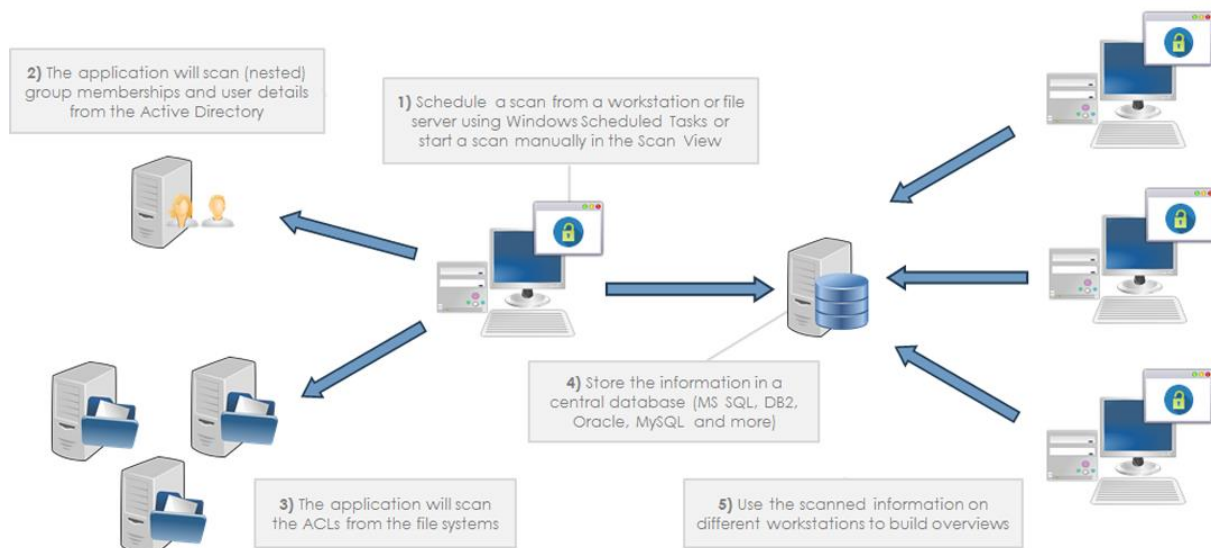 2) The application will scan (nested)
group memberships and user details
from the Active Directory
1) Schedule a scan from a workstation or file
server using Windows Scheduled Tasks or
start a scan manually in the Scan View
4) Store the information in a
central database (MS SQL, DB2,
Oracle, MySQL and more)
3) The application will scan
the ACLs from the file systems
5) Use the scanned information on
different workstations to build overviews